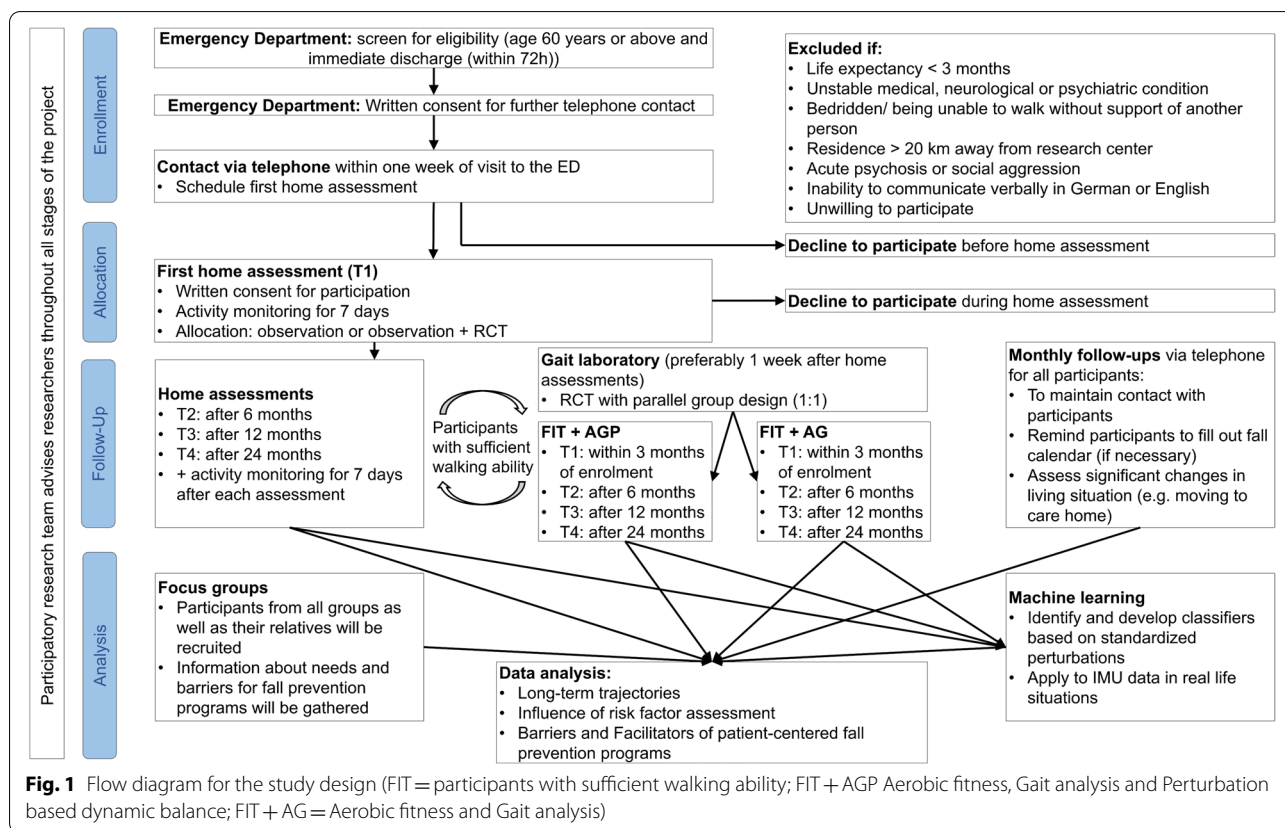 Participatory research team advises researchers throughout all stages of the project
Enrollment
Emergency Department: screen for eligibility (age 60 years or above and
immediate discharge (within 72h))
Emergency Department: Written consent for further telephone contact
Contact via telephone within one week of visit to the ED
• Schedule first home assessment
Excluded if:
• Life expectancy < 3 months
• Unstable medical, neurological or psychiatric condition
• Bedridden/ being unable to walk without support of another
person
• Residence > 20 km away from research center
• Acute psychosis or social aggression
• Inability to communicate verbally in German or English
• Unwilling to participate
Allocation
Decline to participate before home assessment
First home assessment (T1)
• Written consent for participation
• Activity monitoring for 7 days
• Allocation: observation or observation + RCT
Decline to participate during home assessment
Follow-Up
Home assessments
• T2: after 6 months
• T3: after 12 months
• T4: after 24 months
• + activity monitoring for 7 days
after each assessment
Participants
with sufficient
walking ability
Gait laboratory (preferably 1 week after home
assessments)
• RCT with parallel group design (1:1)
FIT + AGP
• T1: within 3 months
of enrolment
• T2: after 6 months
• T3: after 12 months
• T4: after 24 months
FIT + AG
• T1: within 3 months
of enrolment
• T2: after 6 months
• T3: after 12 months
• T4: after 24 months
Monthly follow-ups via telephone
for all participants:
• To maintain contact with
participants
• Remind participants to fill out fall
calendar (if necessary)
• Assess significant changes in
living situation (e.g. moving to
care home)
Analysis
Focus groups
• Participants from all groups as
well as their relatives will be
recruited
• Information about needs and
barriers for fall prevention
programs will be gathered
Data analysis:
• Long-term trajectories
• Influence of risk factor assessment
• Barriers and Facilitators of patient-centered fall
prevention programs
Machine learning
• Identify and develop classifiers
based on standardized
perturbations
• Apply to IMU data in real life
situations
Fig. 1 Flow diagram for the study design (FIT = participants with sufficient walking ability; FIT + AGP Aerobic fitness, Gait analysis and Perturbation
based dynamic balance; FIT + AG = Aerobic fitness and Gait analysis)